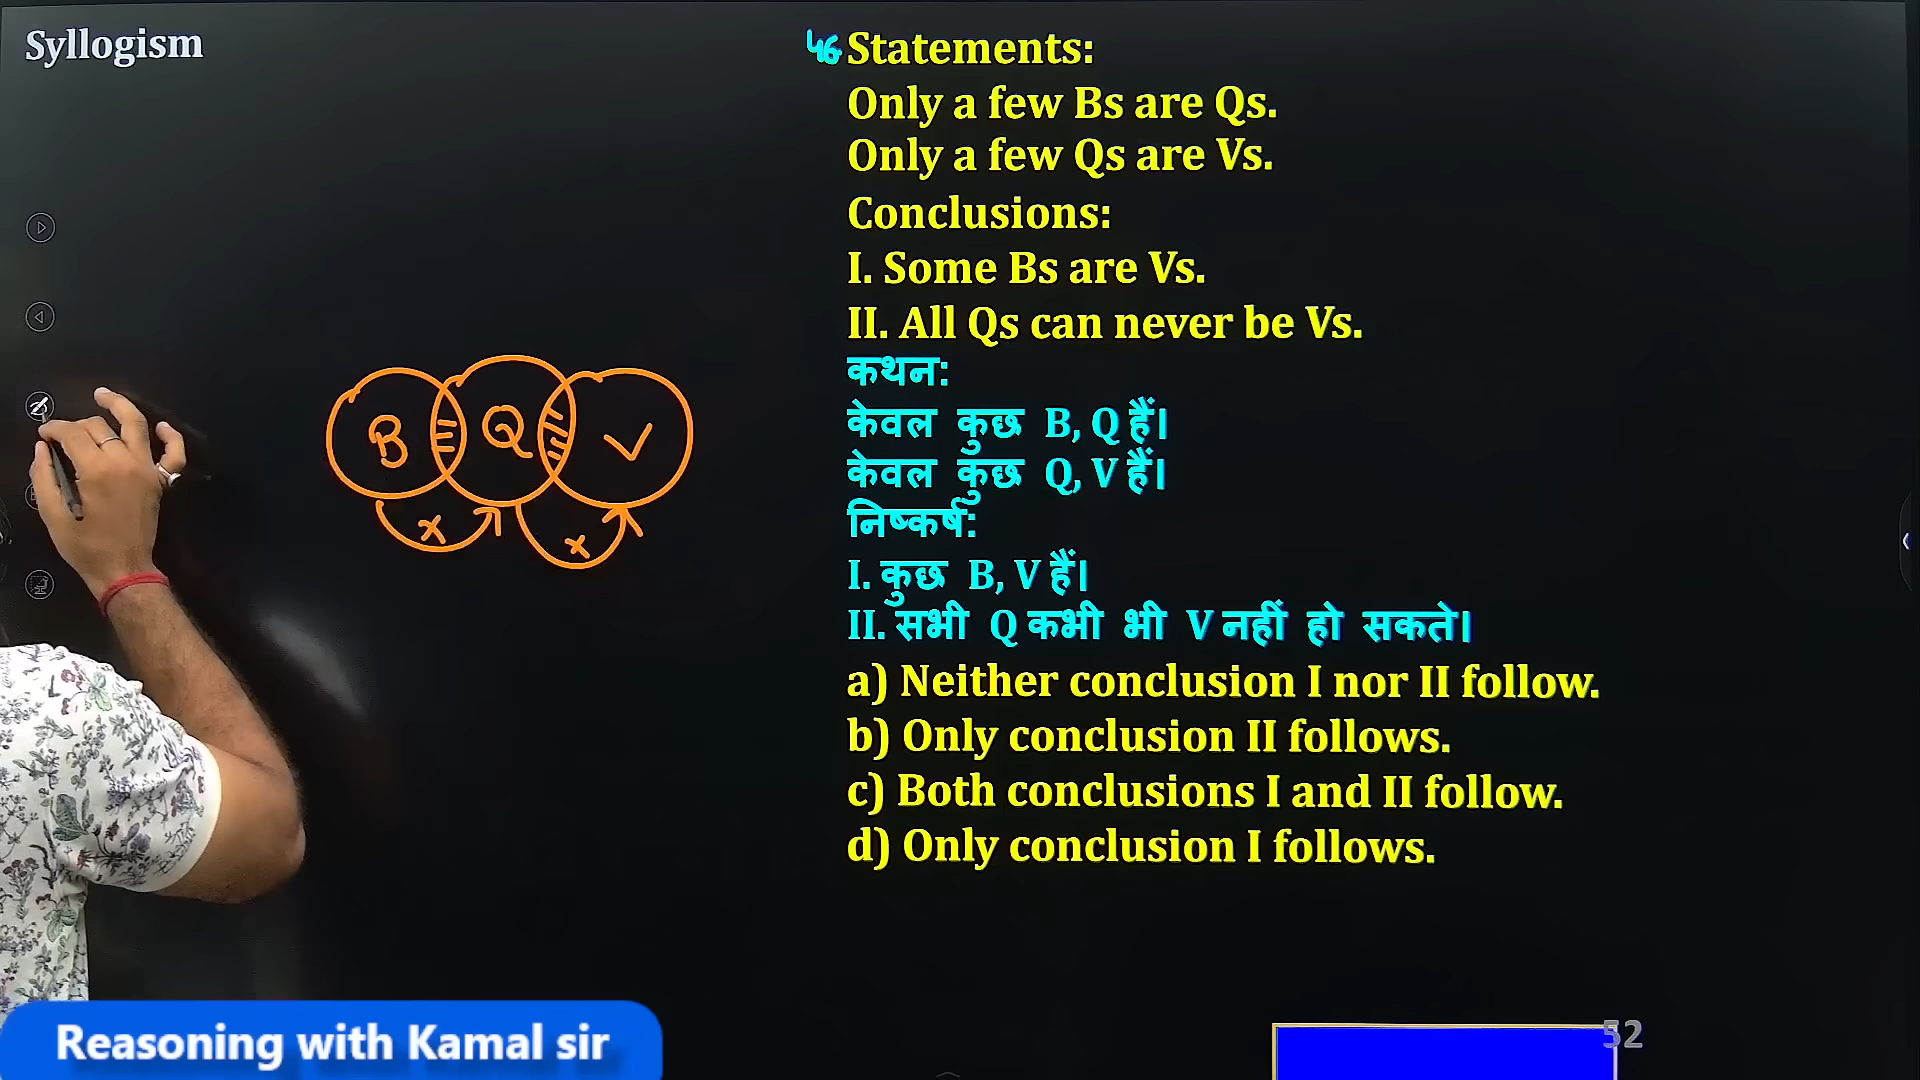 Syllogism
46 Statements:
Only a few Bs are Qs.
Only a few Qs are Vs.
Conclusions:
I. Some Bs are Vs.
II. All Qs can never be Vs.
कथन:
केवल कुछ B, Q हैं।
केवल कुछ Q, V हैं।
निष्कर्ष:
I. कुछ B, V हैं।
II. सभी Q कभी भी V नहीं हो सकते।
a) Neither conclusion I nor II follow.
b) Only conclusion II follows.
c) Both conclusions I and II follow.
d) Only conclusion I follows.
B Q V
x x
Reasoning with Kamal sir
52